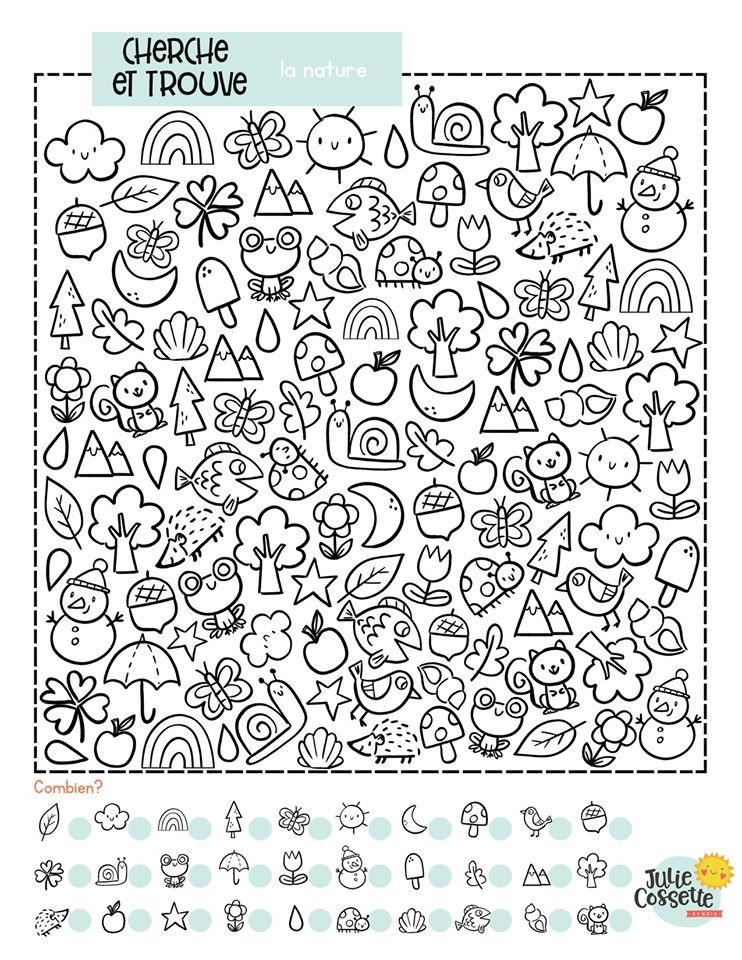 CHERCHE
ET TROUVE
la nature
Combien?
Julie
Cossette
STUDIO